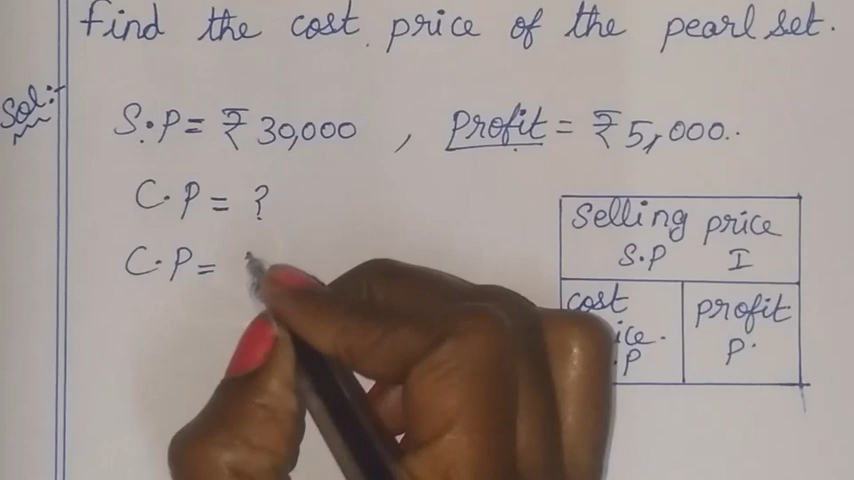 find the cost price of the pearl set.
Sol:-
S.P = ₹ 30,000 , profit = ₹ 5,000..
C.P = ?
C.P =
selling price
S.P I
cost profit
P.